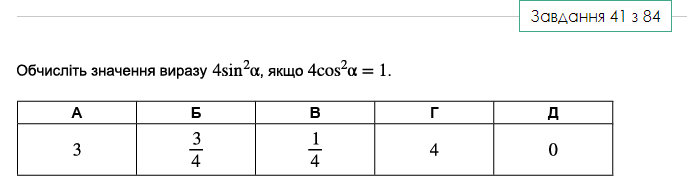 Завдання 41 з 84
Обчисліть значення виразу 4sin²α, якщо 4cos²α = 1.
А Б В Г Д
3 3/4 1/4 4 0